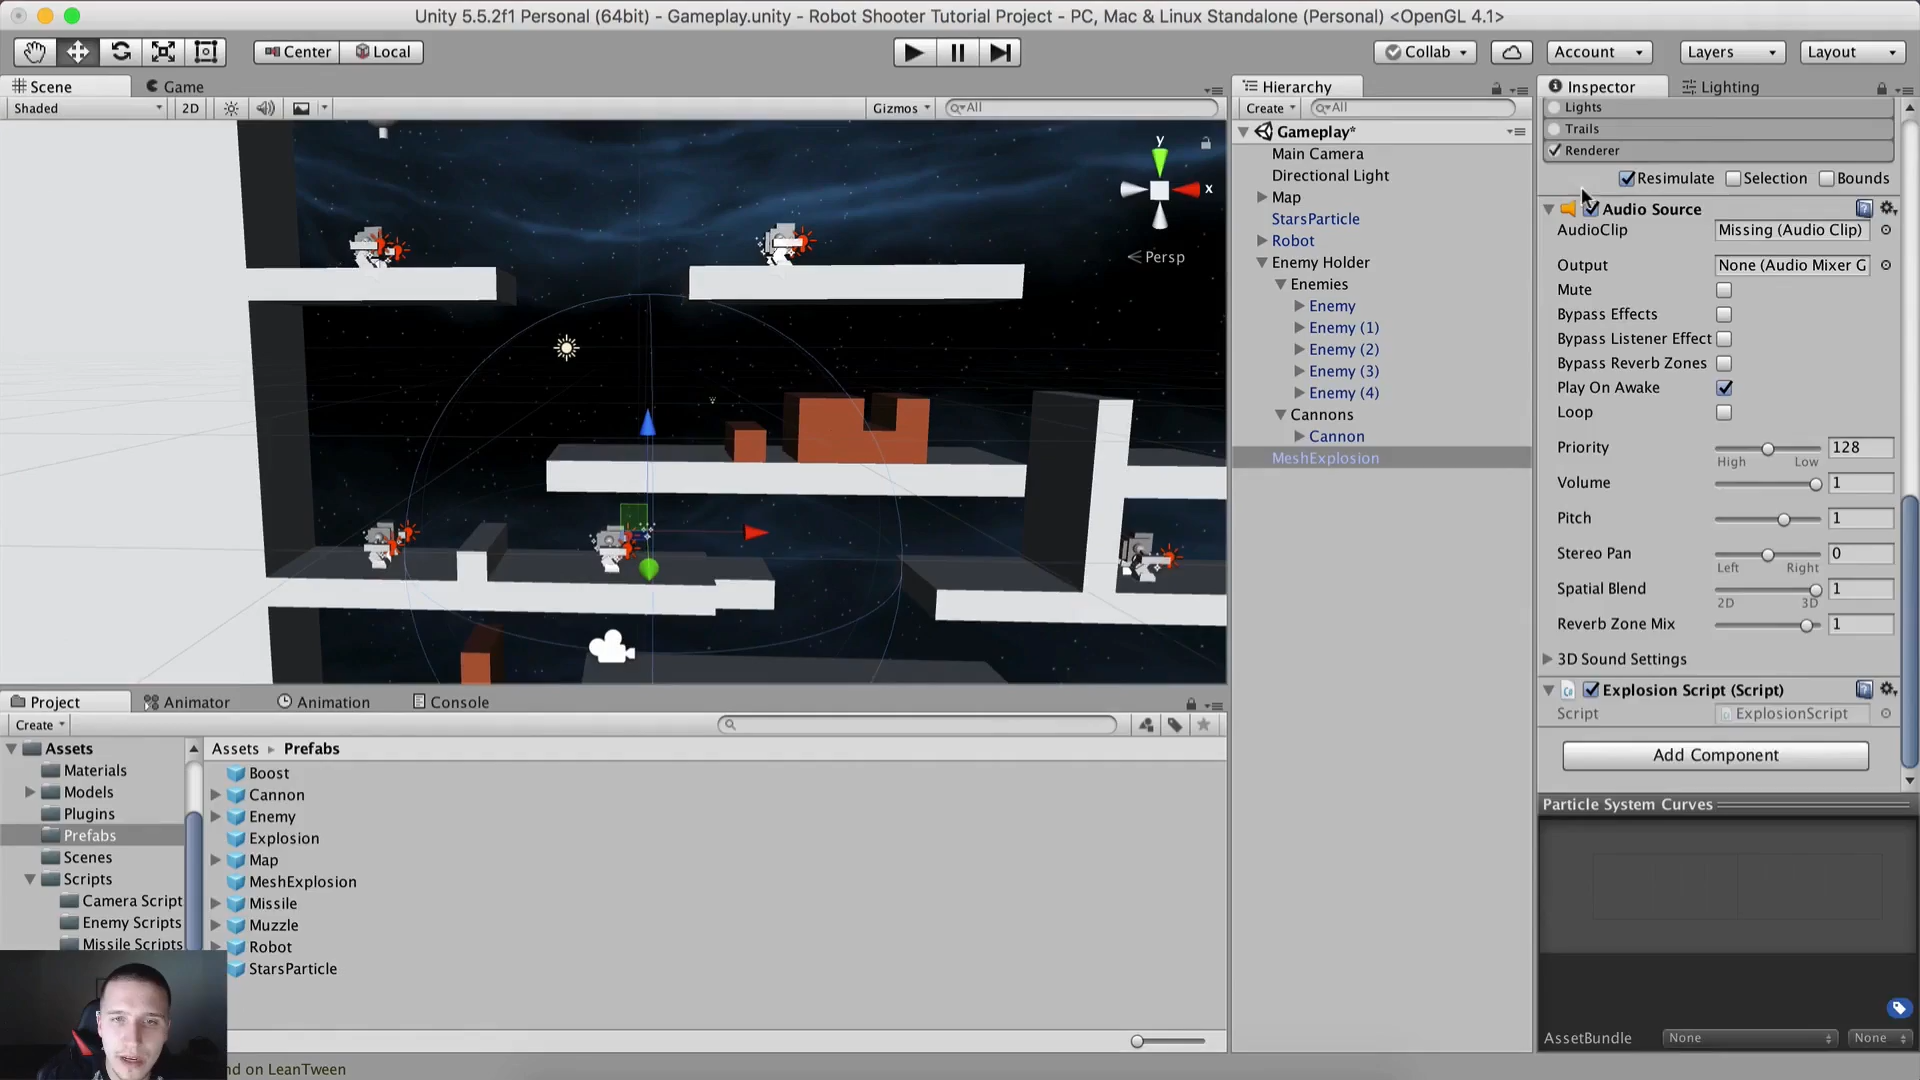 Unity 5.5.2f1 Personal (64bit) - Gameplay.unity - Robot Shooter Tutorial Project - PC, Mac & Linux Standalone (Personal) <OpenGL 4.1>
Center Local Collab Account Layers Layout
Scene Game
Shaded 2D Gizmos All
y
x
Persp
Hierarchy
Create All
Gameplay*
Main Camera
Directional Light
Map
StarsParticle
Robot
Enemy Holder
Enemies
Enemy
Enemy (1)
Enemy (2)
Enemy (3)
Enemy (4)
Cannons
Cannon
MeshExplosion
Inspector Lighting
Lights
Trails
Renderer
Resimulate Selection Bounds
Audio Source
AudioClip Missing (Audio Clip)
Output None (Audio Mixer G
Mute
Bypass Effects
Bypass Listener Effect
Bypass Reverb Zones
Play On Awake
Loop
Priority 128
High Low
Volume 1
Pitch 1
Stereo Pan 0
Left Right
Spatial Blend 1
2D 3D
Reverb Zone Mix 1
3D Sound Settings
Explosion Script (Script)
Script ExplosionScript
Add Component
Particle System Curves
AssetBundle None None
Project Animator Animation Console
Create
Assets
Materials
Models
Plugins
Prefabs
Scenes
Scripts
Camera Script
Enemy Scripts
Missile Scripts
Assets Prefabs
Boost
Cannon
Enemy
Explosion
Map
MeshExplosion
Missile
Muzzle
Robot
StarsParticle
nd on LeanTween